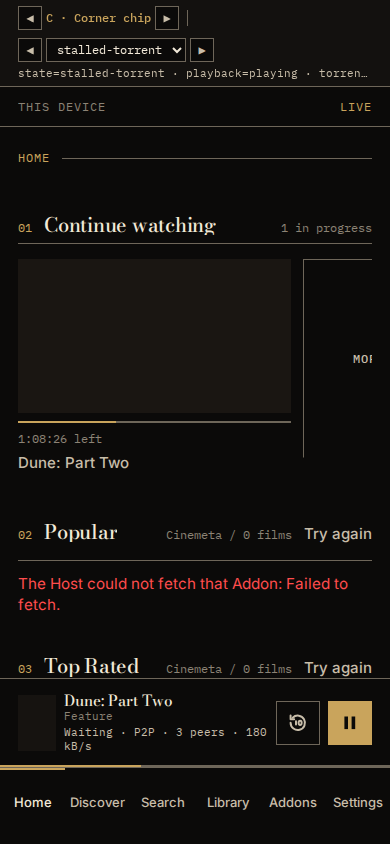 ◄ C · Corner chip ►
◄ stalled-torrent ►
state=stalled-torrent · playback=playing · torren…
THIS DEVICE LIVE
HOME
01 Continue watching 1 in progress
MOR
1:08:26 left
Dune: Part Two
02 Popular Cinemeta / 0 films Try again
The Host could not fetch that Addon: Failed to
fetch.
03 Top Rated Cinemeta / 0 films Try again
Dune: Part Two
Feature
Waiting · P2P · 3 peers · 180
kB/s
10
Home Discover Search Library Addons Settings